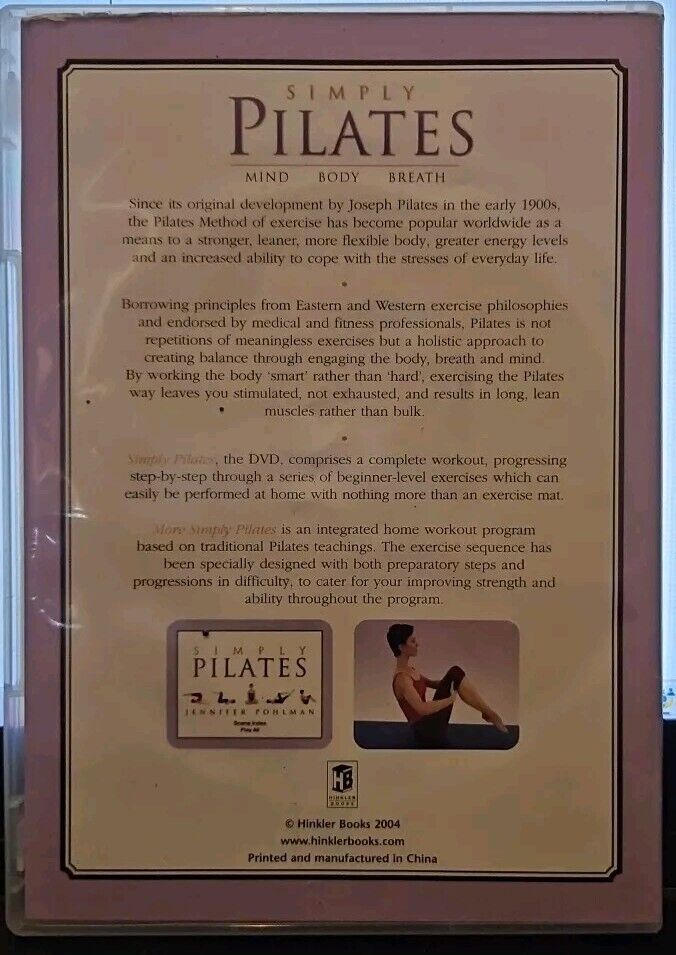 SIMPLY
PILATES
MIND BODY BREATH
Since its original development by Joseph Pilates in the early 1900s,
the Pilates Method of exercise has become popular worldwide as a
means to a stronger, leaner, more flexible body, greater energy levels
and an increased ability to cope with the stresses of everyday life.
•
Borrowing principles from Eastern and Western exercise philosophies
and endorsed by medical and fitness professionals, Pilates is not
repetitions of meaningless exercises but a holistic approach to
creating balance through engaging the body, breath and mind.
By working the body ‘smart’ rather than ‘hard’, exercising the Pilates
way leaves you stimulated, not exhausted, and results in long, lean
muscles rather than bulk.
•
Simply Pilates, the DVD, comprises a complete workout, progressing
step-by-step through a series of beginner-level exercises which can
easily be performed at home with nothing more than an exercise mat.
More Simply Pilates is an integrated home workout program
based on traditional Pilates teachings. The exercise sequence has
been specially designed with both preparatory steps and
progressions in difficulty, to cater for your improving strength and
ability throughout the program.
SIMPLY
PILATES
JENNIFER POHLMAN
Scene Index
Play All
HB
HINKLER
BOOKS
© Hinkler Books 2004
www.hinklerbooks.com
Printed and manufactured in China